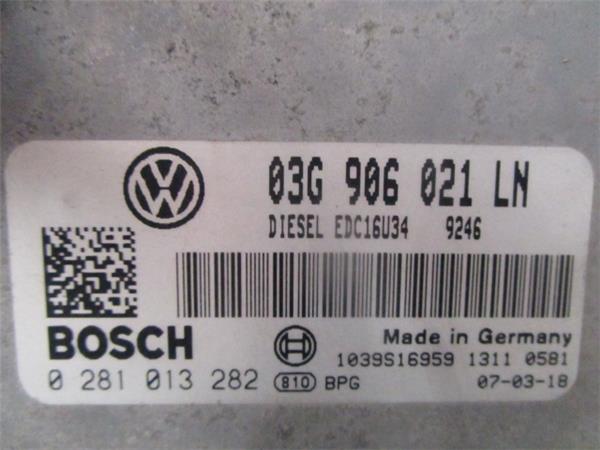 03G 906 021 LN
DIESEL EDC16U34 9246
BOSCH
Made in Germany
1039S16959 1311 0581
0 281 013 282 810 BPG 07-03-18